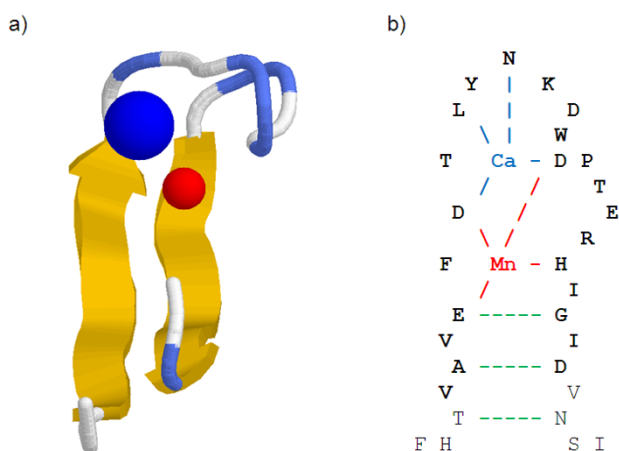 a) b)
N
Y | K
L | D
\ | W
T Ca - D P
/ / T
D / E
\ / R
F Mn - H
/ I
E ----- G
V I
A ----- D
V V
T ----- N
F H S I